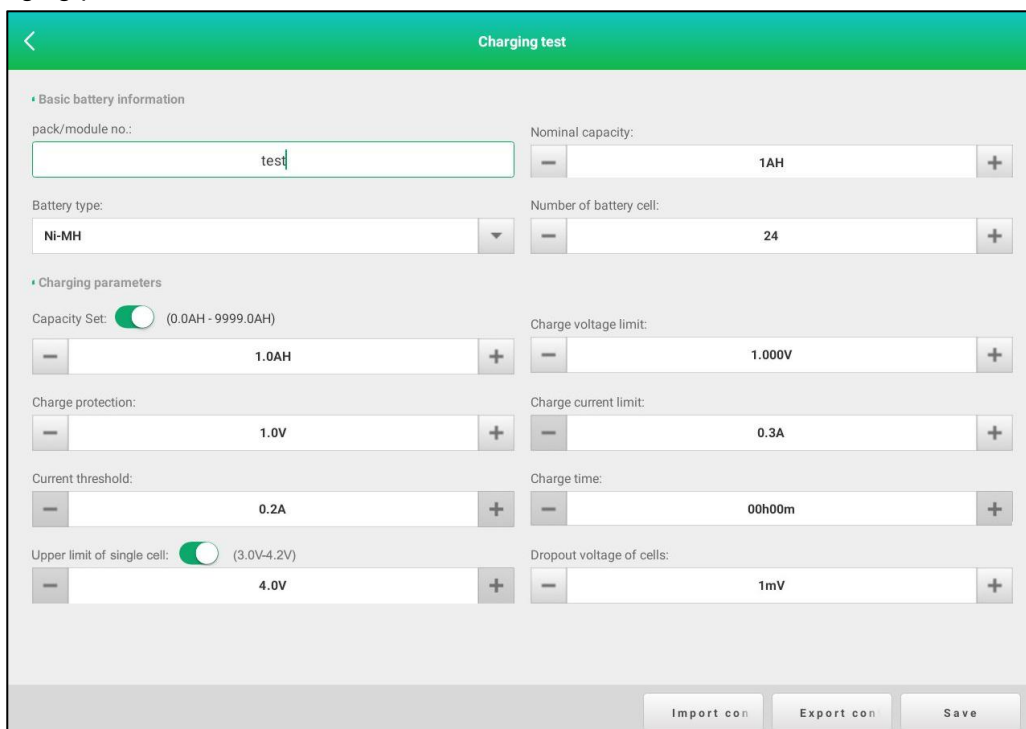 Charging test
Basic battery information
pack/module no.:
test
Nominal capacity:
1AH
Battery type:
Ni-MH
Number of battery cell:
24
Charging parameters
Capacity Set: (0.0AH - 9999.0AH)
1.0AH
Charge voltage limit:
1.000V
Charge protection:
1.0V
Charge current limit:
0.3A
Current threshold:
0.2A
Charge time:
00h00m
Upper limit of single cell: (3.0V-4.2V)
4.0V
Dropout voltage of cells:
1mV
Import con
Export con
Save